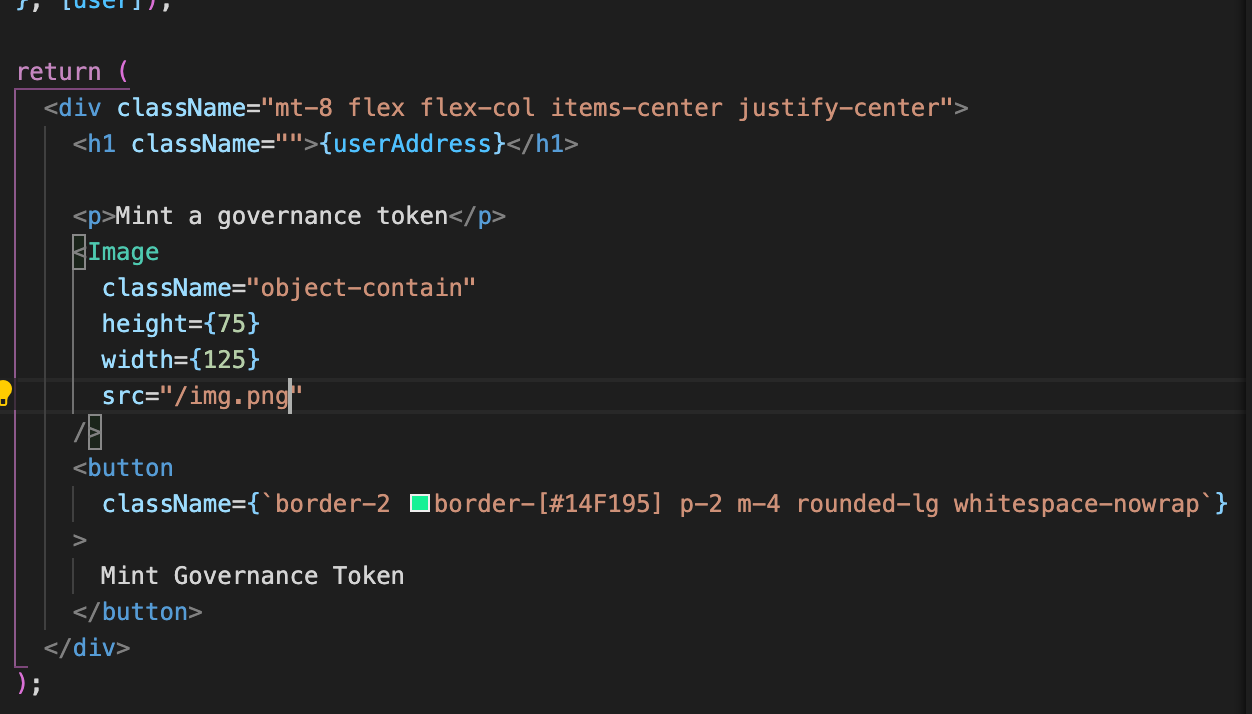 }, [user]);
return (
<div className="mt-8 flex flex-col items-center justify-center">
<h1 className="">{userAddress}</h1>
<p>Mint a governance token</p>
<Image
className="object-contain"
height={75}
width={125}
src="/img.png"
/>
<button
className={`border-2 border-[#14F195] p-2 m-4 rounded-lg whitespace-nowrap`}
>
Mint Governance Token
</button>
</div>
);